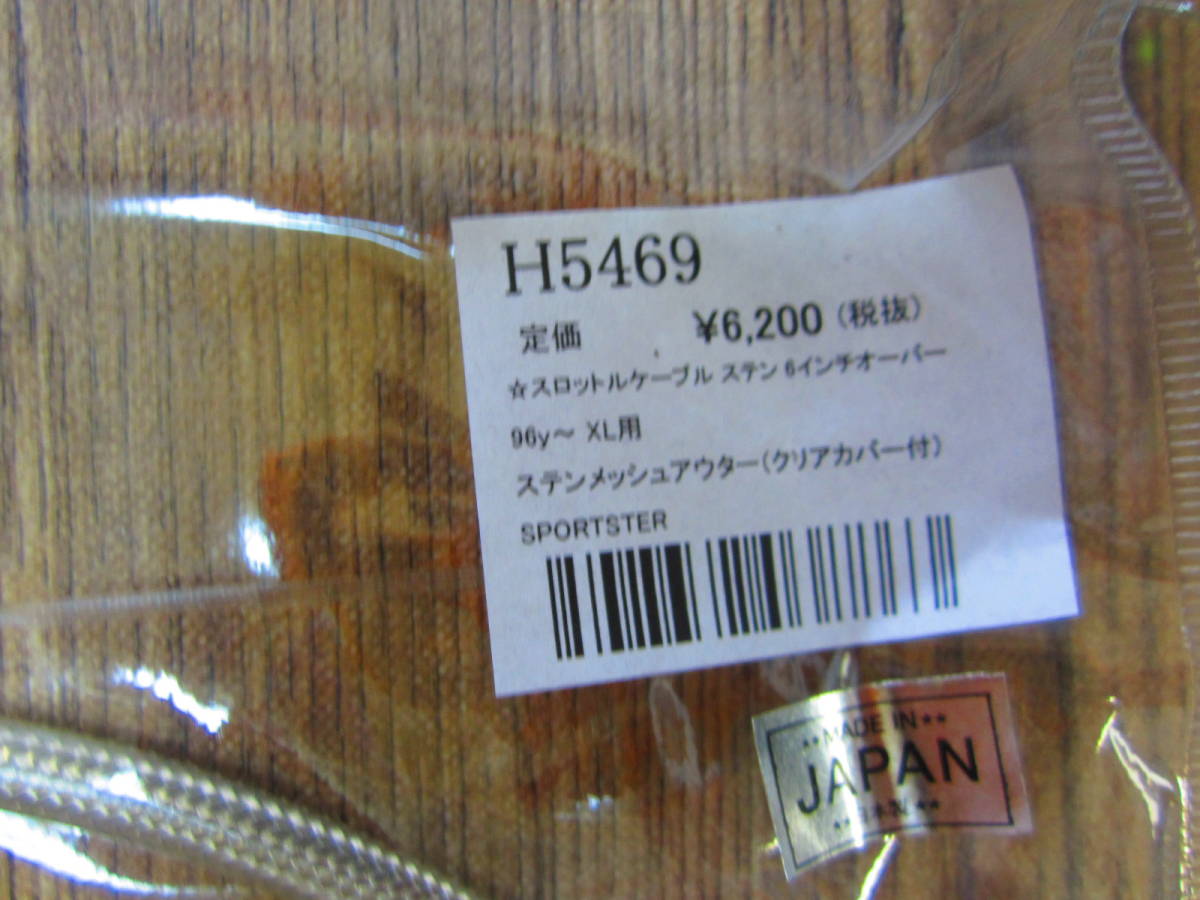 H5469
定価 ¥6,200（税抜）
☆スロットルケーブル ステン 6インチオーバー
96y～ XL用
ステンメッシュアウター（クリアカバー付）
SPORTSTER
★★MADE IN★★
JAPAN